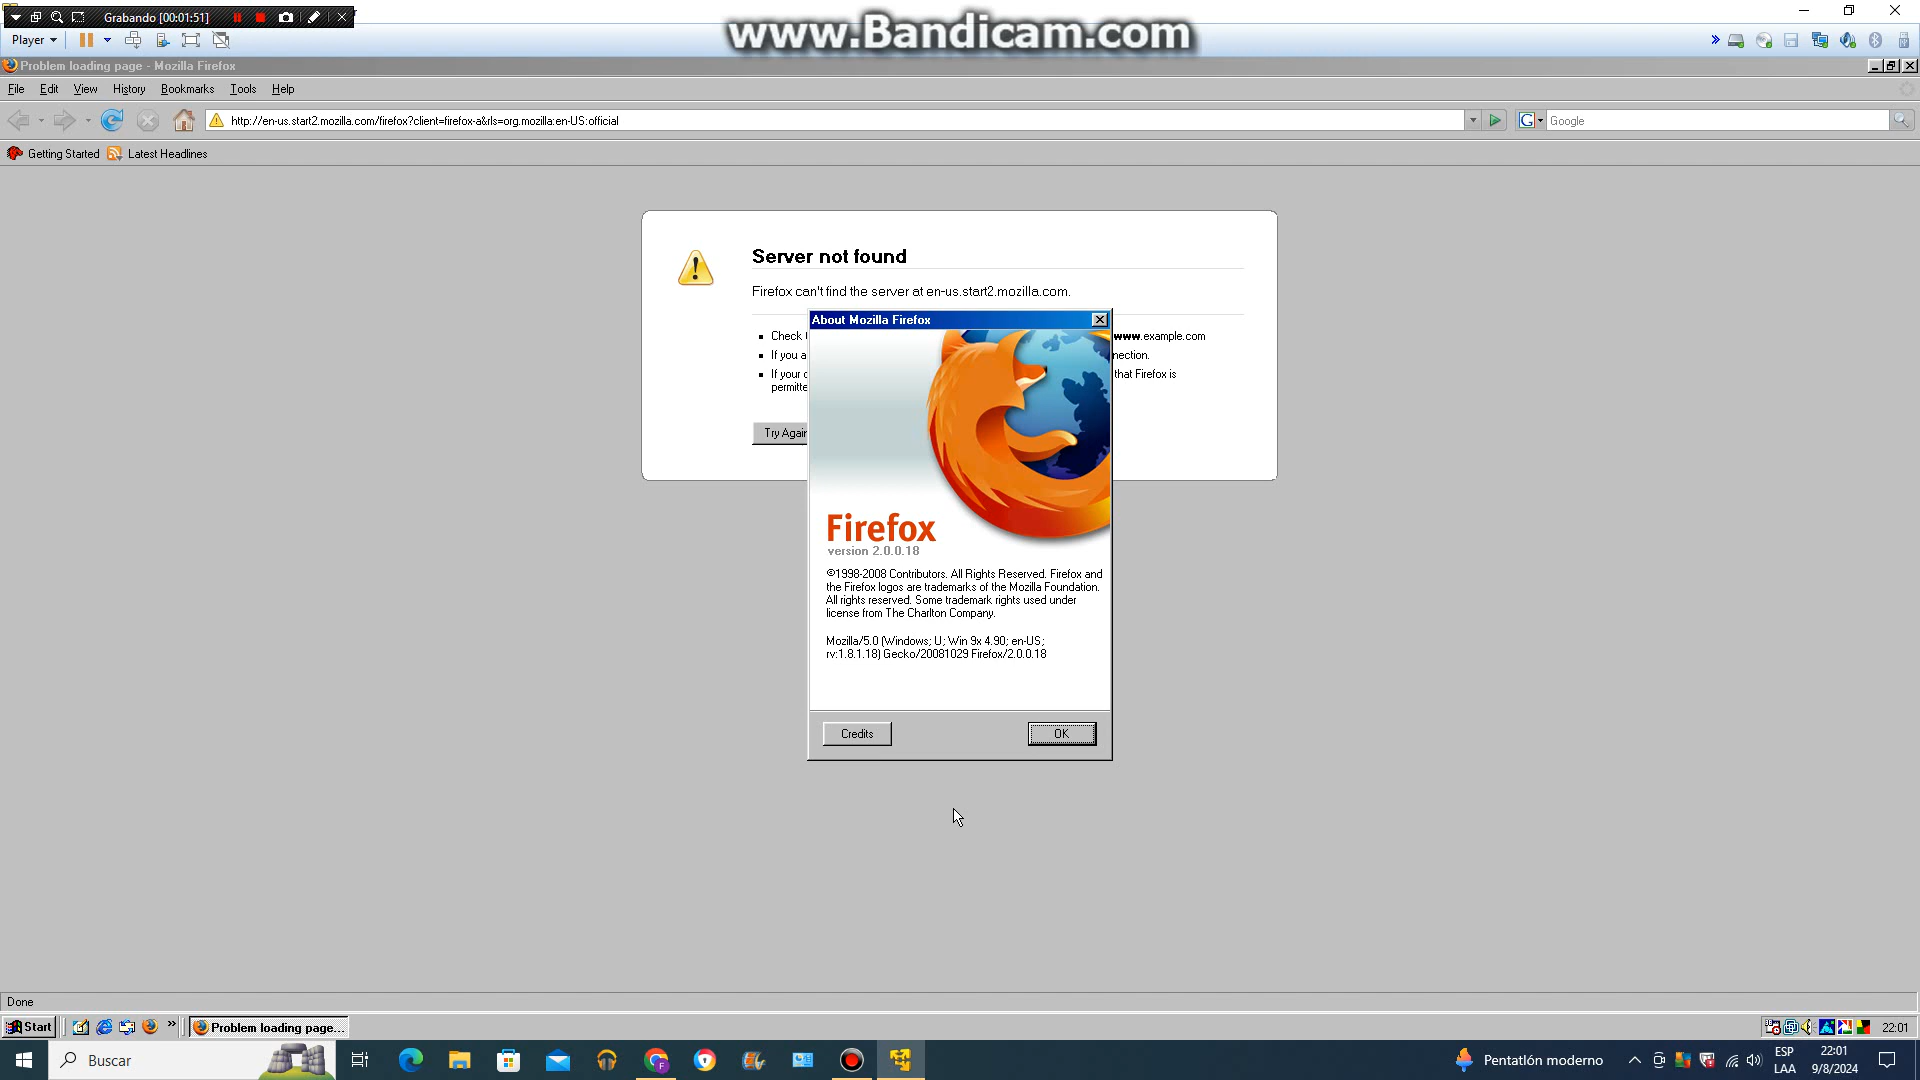 Grabando [00:01:51]
www.Bandicam.com
Player
Problem loading page - Mozilla Firefox
File Edit View History Bookmarks Tools Help
http://en-us.start2.mozilla.com/firefox?client=firefox-a&rls=org.mozilla:en-US:official
G Google
Getting Started Latest Headlines
Server not found
Firefox can't find the server at en-us.start2.mozilla.com.
About Mozilla Firefox
Check
www.example.com
If you a
nection.
If your c
that Firefox is
permitte
Try Again
Firefox
version 2.0.0.18
©1998-2008 Contributors. All Rights Reserved. Firefox and
the Firefox logos are trademarks of the Mozilla Foundation.
All rights reserved. Some trademark rights used under
license from The Charlton Company.
Mozilla/5.0 (Windows; U; Win 9x 4.90; en-US;
rv:1.8.1.18) Gecko/20081029 Firefox/2.0.0.18
Credits OK
Done
Start Problem loading page... 22:01
Buscar Pentatlón moderno ESP 22:01
LAA 9/8/2024